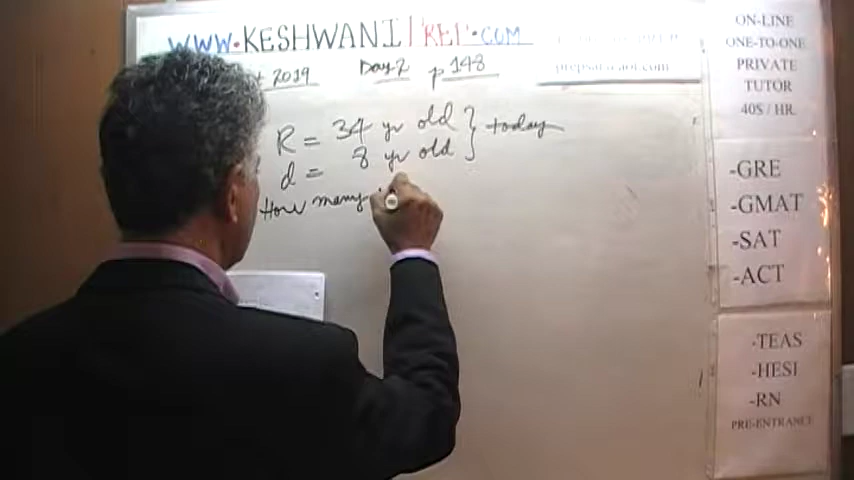 WWW.KESHWANI/'KEI'.COM
2019 Day 2 p 148
R = 34 yr old } today
d = 8 yr old
How many
ON-LINE
ONE-TO-ONE
PRIVATE
TUTOR
40$ / HR.
-GRE
-GMAT
-SAT
-ACT
-TEAS
-HESI
-RN
PRE-ENTRANCE